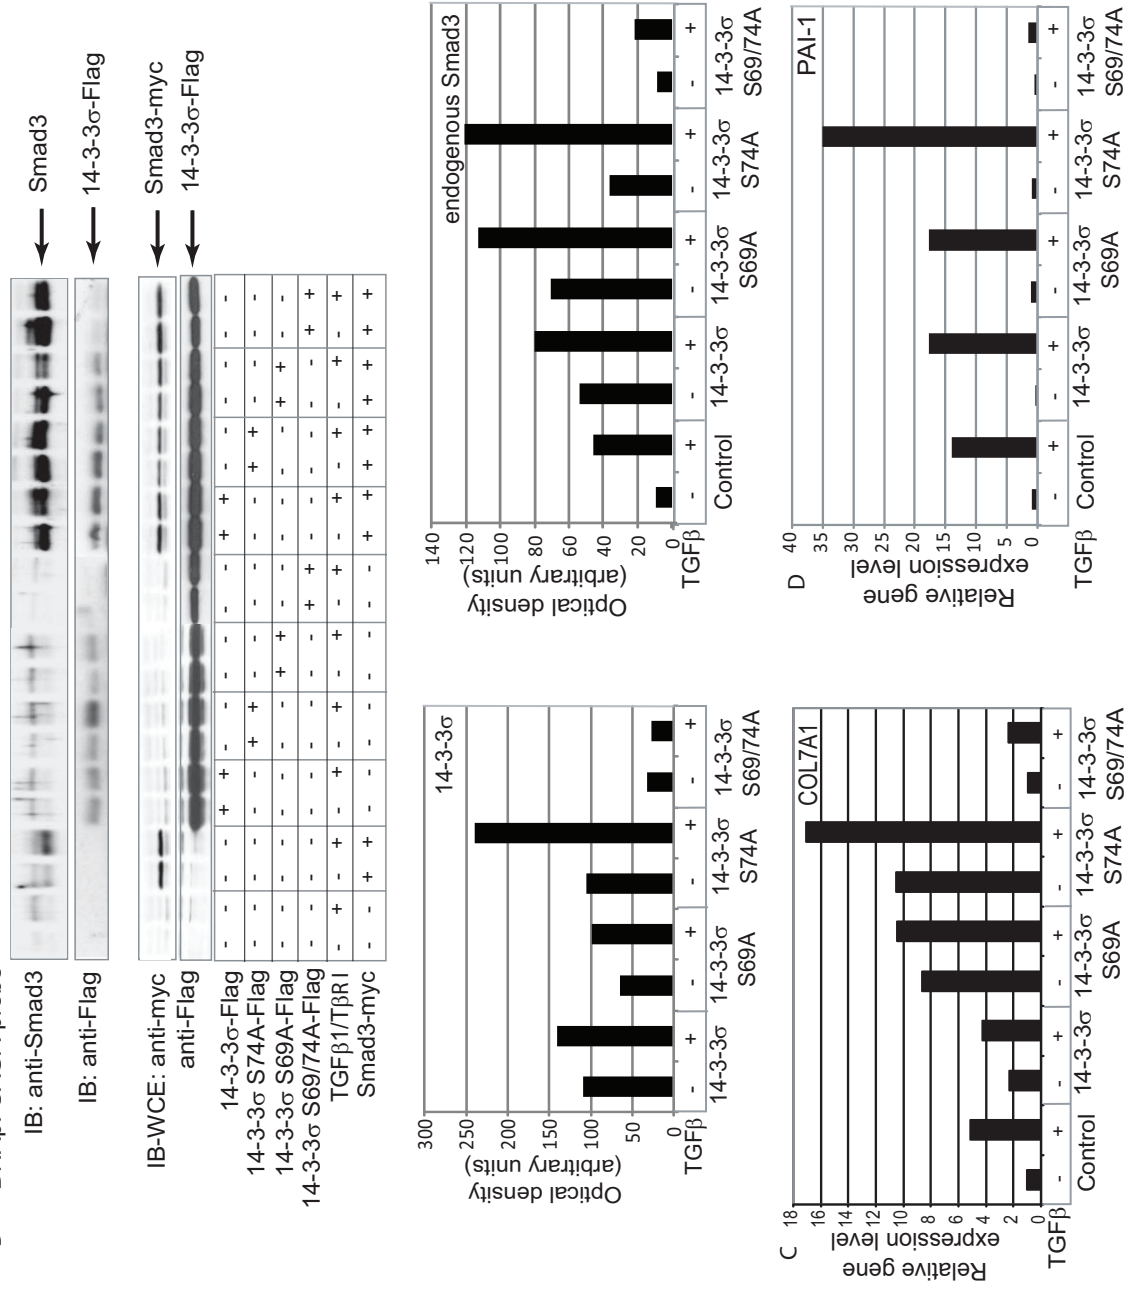 IB: anti-Smad3
Smad3
IB: anti-Flag
14-3-3σ-Flag
IB-WCE: anti-myc
Smad3-myc
anti-Flag
14-3-3σ-Flag
14-3-3σ-Flag - - - - + + - - - - - - + + - - - - - -
14-3-3σ S74A-Flag - - - - - - + + - - - - - - + + - - - -
14-3-3σ S69A-Flag - - - - - - - - + + - - - - - - + + - -
14-3-3σ S69/74A-Flag - - - - - - - - - - + + - - - - - - + +
TGFβ1/TβR I - + - + - + - + - + - + - + - + - + - +
Smad3-myc - - + + - - - - - - - - + + + + + + + +
14-3-3σ
Optical density
(arbitrary units)
300
250
200
150
100
50
0
TGFβ - + - + - + - +
14-3-3σ 14-3-3σ 14-3-3σ 14-3-3σ
S69A S74A S69/74A
endogenous Smad3
Optical density
(arbitrary units)
140
120
100
80
60
40
20
0
TGFβ - + - + - + - + - +
Control 14-3-3σ 14-3-3σ 14-3-3σ 14-3-3σ
S69A S74A S69/74A
C
COL7A1
Relative gene
expression level
18
16
14
12
10
8
6
4
2
0
TGFβ - + - + - + - + - +
Control 14-3-3σ 14-3-3σ 14-3-3σ 14-3-3σ
S69A S74A S69/74A
D
PAI-1
Relative gene
expression level
40
35
30
25
20
15
10
5
0
TGFβ - + - + - + - + - +
Control 14-3-3σ 14-3-3σ 14-3-3σ 14-3-3σ
S69A S74A S69/74A